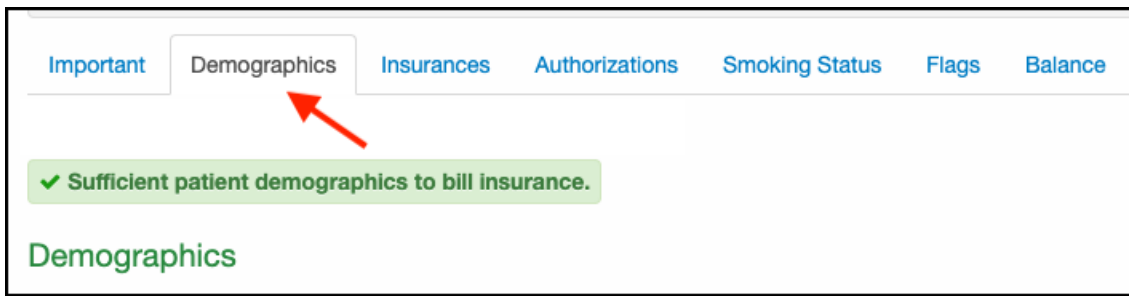 Important Demographics Insurances Authorizations Smoking Status Flags Balance
✓ Sufficient patient demographics to bill insurance.
Demographics